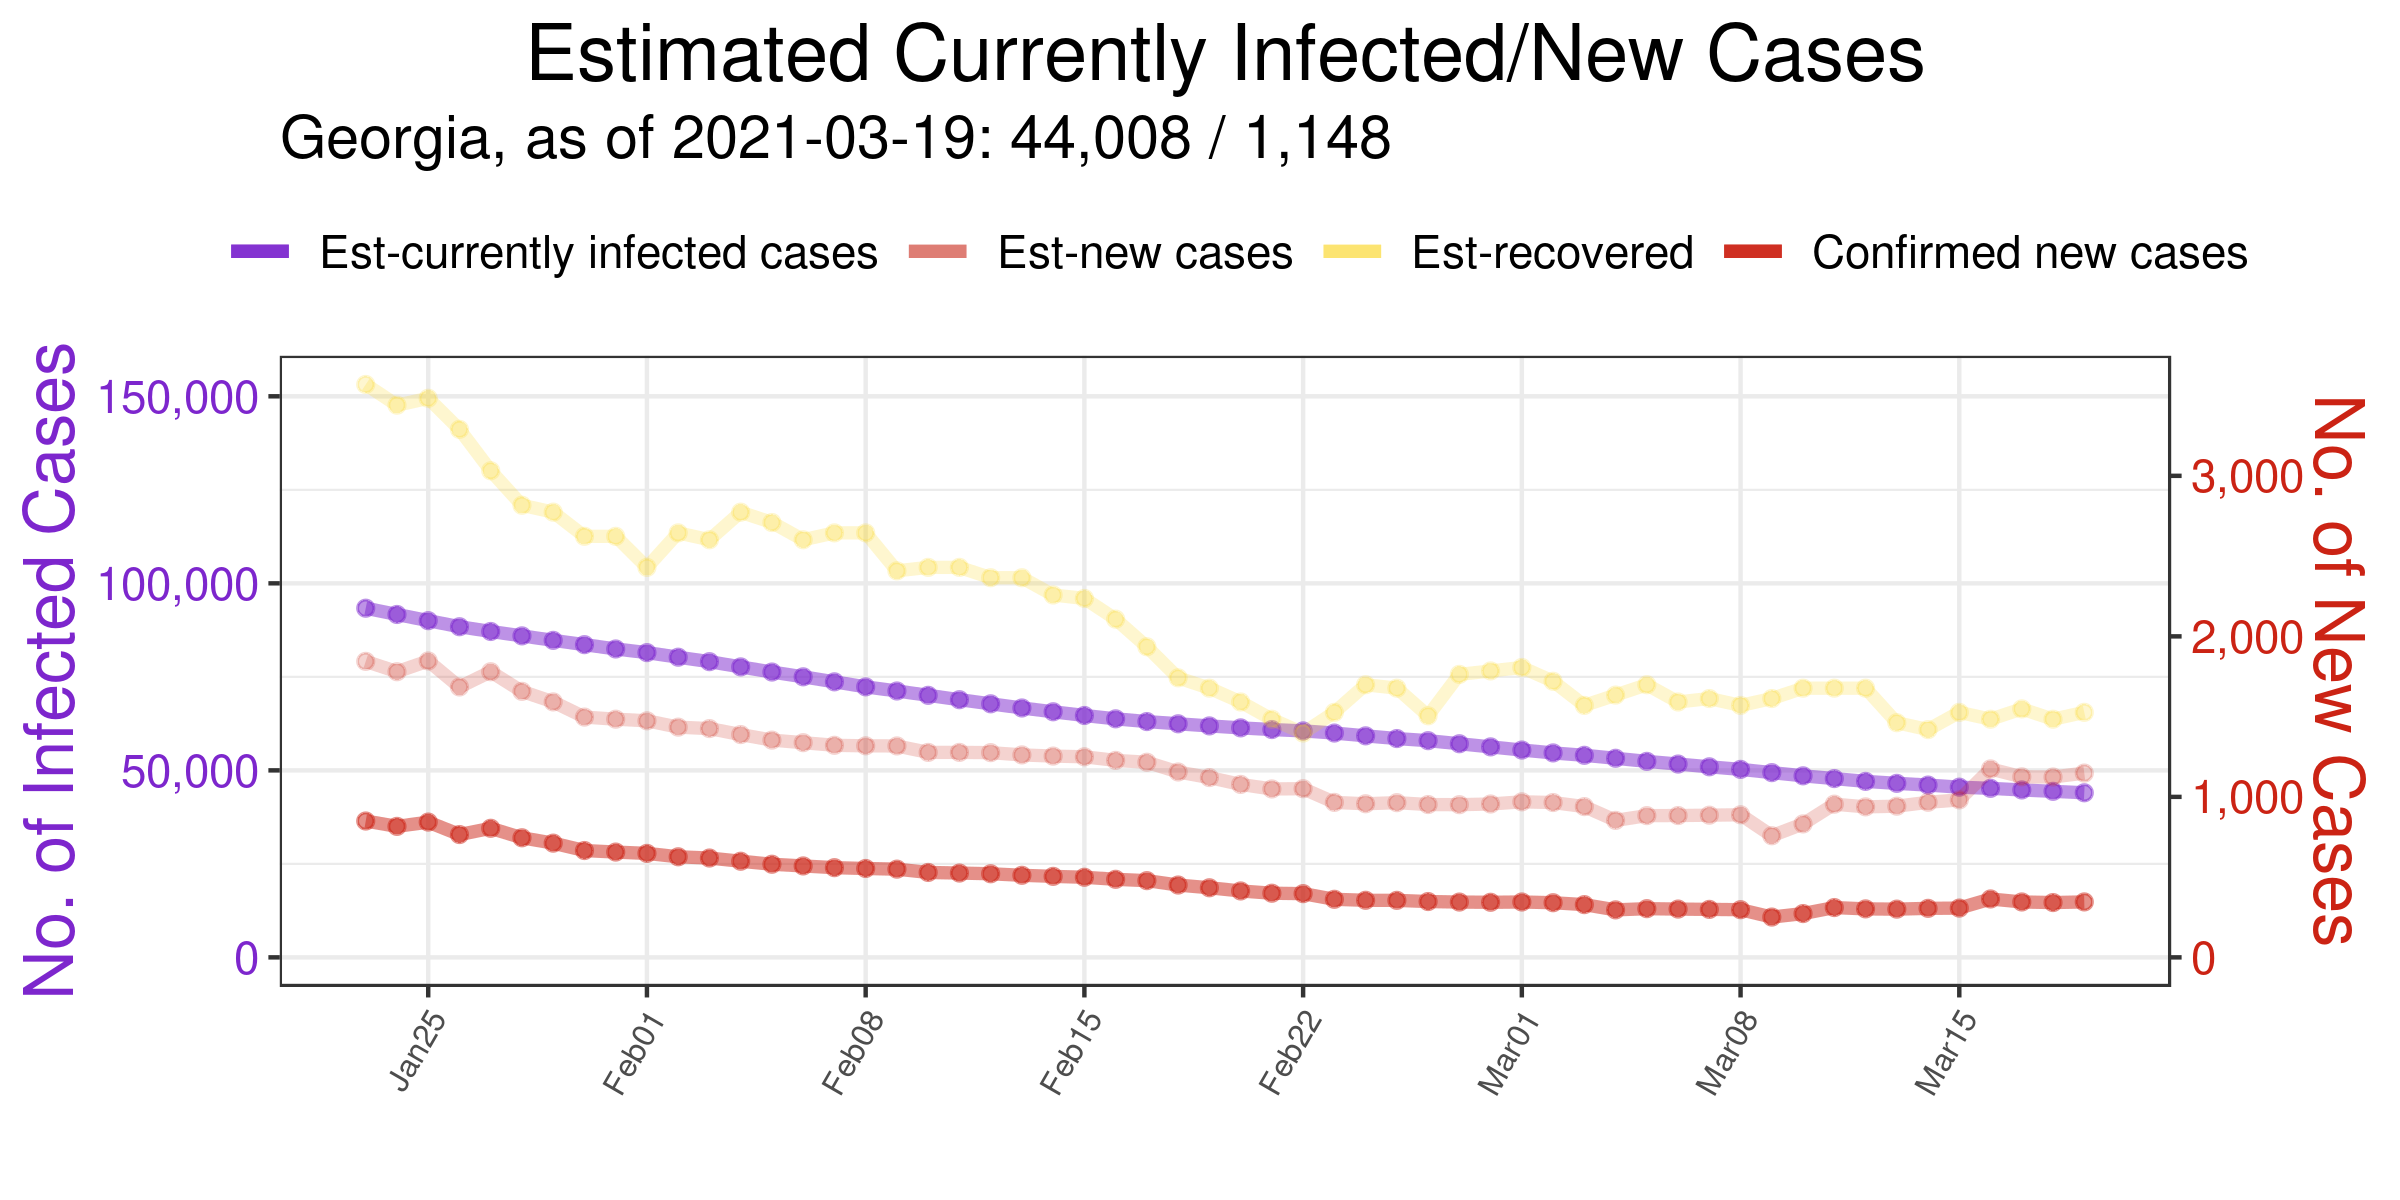 Estimated Currently Infected/New Cases
Georgia, as of 2021-03-19: 44,008 / 1,148
Est-currently infected cases Est-new cases Est-recovered Confirmed new cases
No. of Infected Cases
150,000
100,000
50,000
0
3,000
2,000
1,000
0
No. of New Cases
Jan25 Feb01 Feb08 Feb15 Feb22 Mar01 Mar08 Mar15